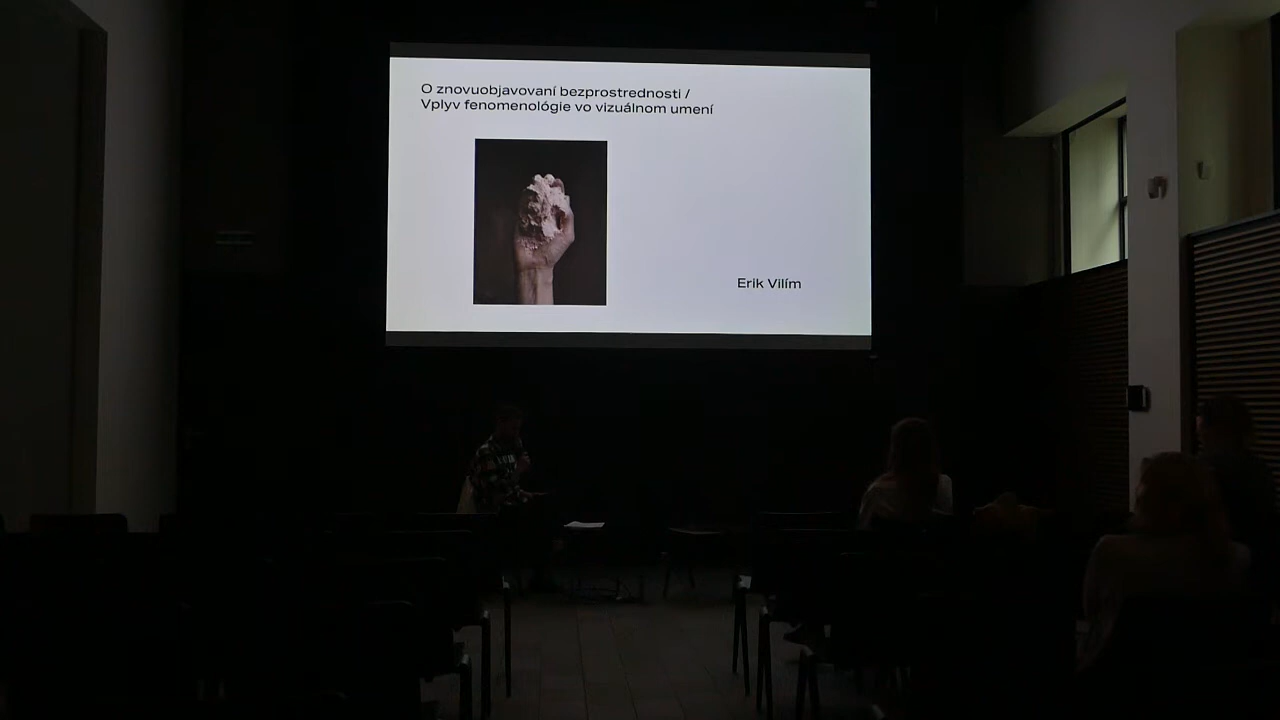 O znovuobjavovaní bezprostrednosti /
Vplyv fenomenológie vo vizuálnom umení
Erik Vilím